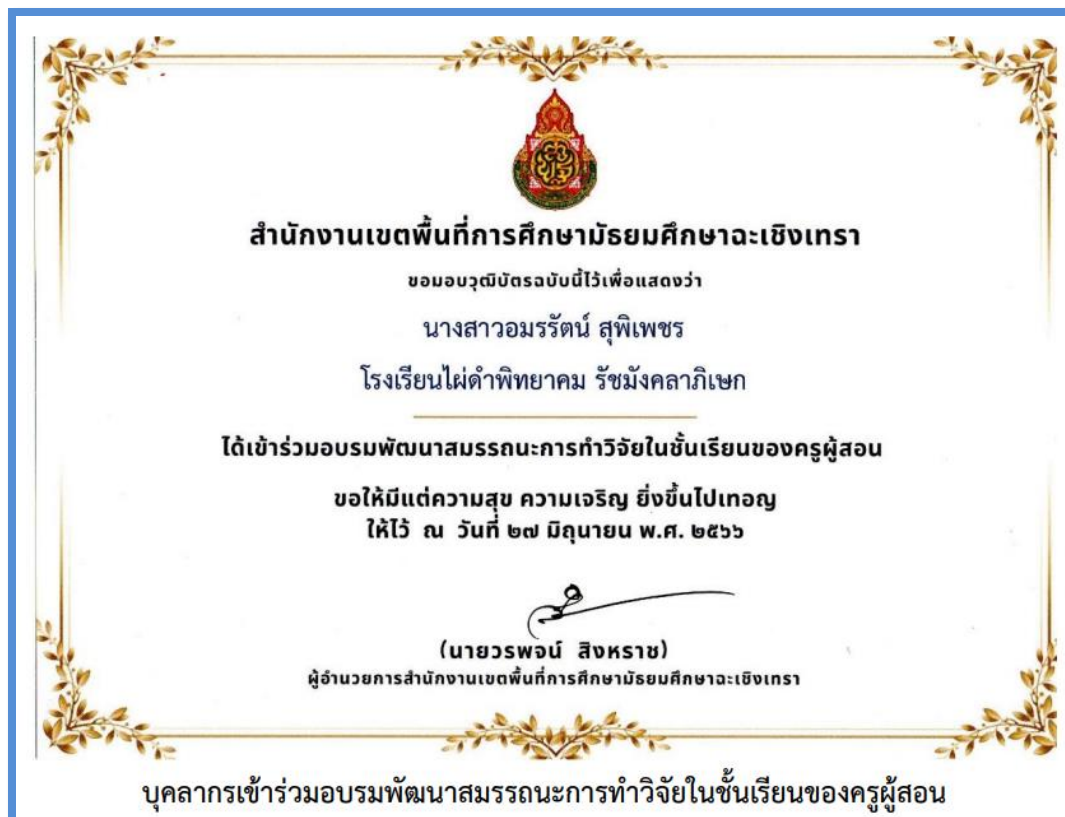 สำนักงานเขตพื้นที่การศึกษามัธยมศึกษาฉะเชิงเทรา
ขอมอบวุฒิบัตรฉบับนี้ไว้เพื่อแสดงว่า
นางสาวอมรรัตน์ สุพิเพชร
โรงเรียนไผ่ดำพิทยาคม รัชมังคลาภิเษก
ได้เข้าร่วมอบรมพัฒนาสมรรถนะการทำวิจัยในชั้นเรียนของครูผู้สอน
ขอให้มีแต่ความสุข ความเจริญ ยิ่งขึ้นไปเทอญ
ให้ไว้ ณ วันที่ ๒๗ มิถุนายน พ.ศ. ๒๕๖๖
(นายวรพจน์ สิงหราช)
ผู้อำนวยการสำนักงานเขตพื้นที่การศึกษามัธยมศึกษาฉะเชิงเทรา
บุคลากรเข้าร่วมอบรมพัฒนาสมรรถนะการทำวิจัยในชั้นเรียนของครูผู้สอน